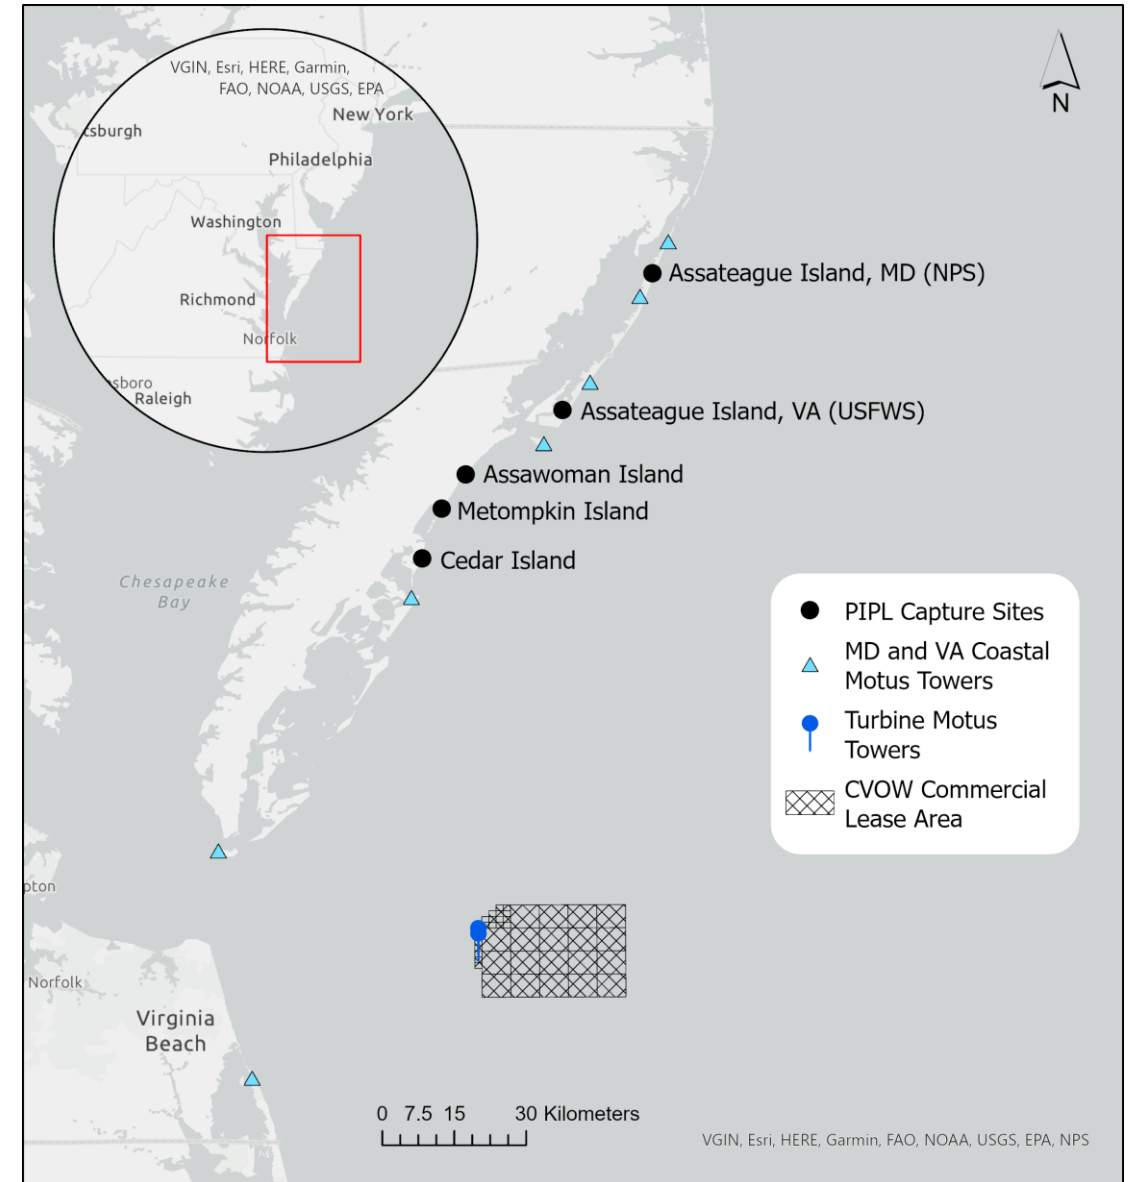 VGIN, Esri, HERE, Garmin,
FAO, NOAA, USGS, EPA
New York
tsburgh
Philadelphia
Washington
Richmond
Norfolk
sboro
Raleigh
N
Assateague Island, MD (NPS)
Assateague Island, VA (USFWS)
Assawoman Island
Metompkin Island
Cedar Island
Chesapeake
Bay
PIPL Capture Sites
MD and VA Coastal
Motus Towers
Turbine Motus
Towers
CVOW Commercial
Lease Area
pton
Norfolk
Virginia
Beach
0 7.5 15 30 Kilometers
VGIN, Esri, HERE, Garmin, FAO, NOAA, USGS, EPA, NPS